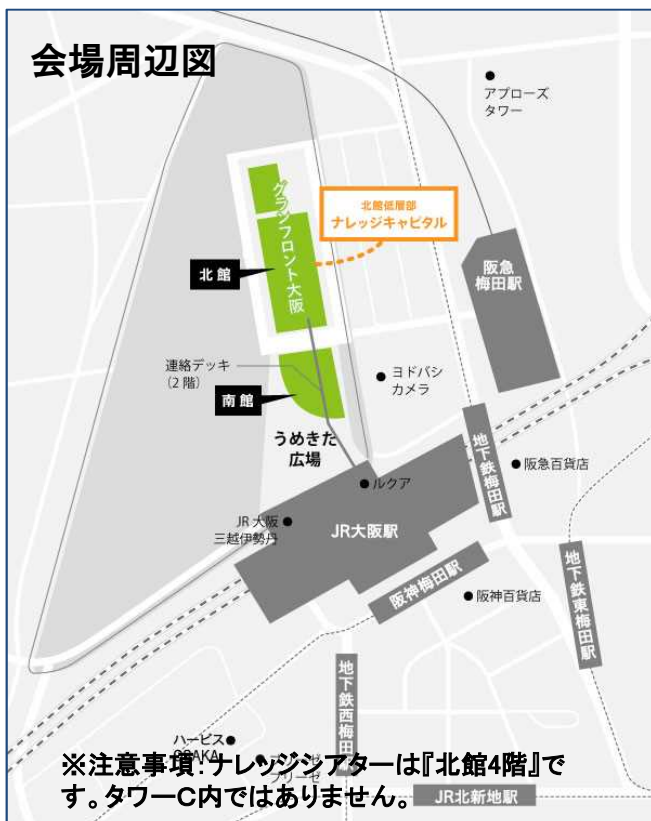 会場周辺図
アプローズ
タワー
グランフロント大阪
北館低層部
ナレッジキャピタル
北館
阪急
梅田駅
連絡デッキ
(2 階)
ヨドバシ
カメラ
南館
うめきた
広場
地下鉄梅田駅
阪急百貨店
ルクア
JR 大阪
三越伊勢丹
JR大阪駅
阪神梅田駅
阪神百貨店
地下鉄東梅田駅
地下鉄西梅田
ハービス
OSAKA
※注意事項:ナレッジシアターは『北館4階』で
す。タワーC内ではありません。
JR北新地駅